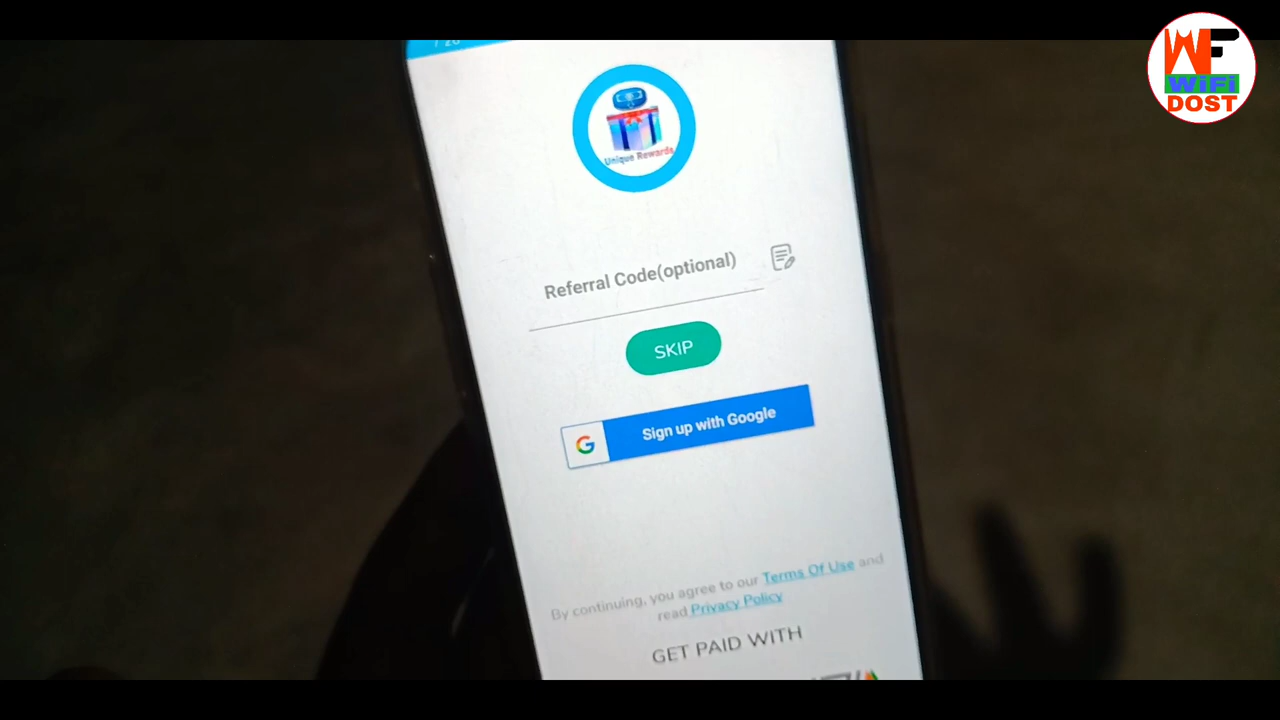 WF
WiFi
DOST
Unique Rewards
Referral Code(optional)
SKIP
G
Sign up with Google
By continuing, you agree to our Terms Of Use and
read Privacy Policy
GET PAID WITH